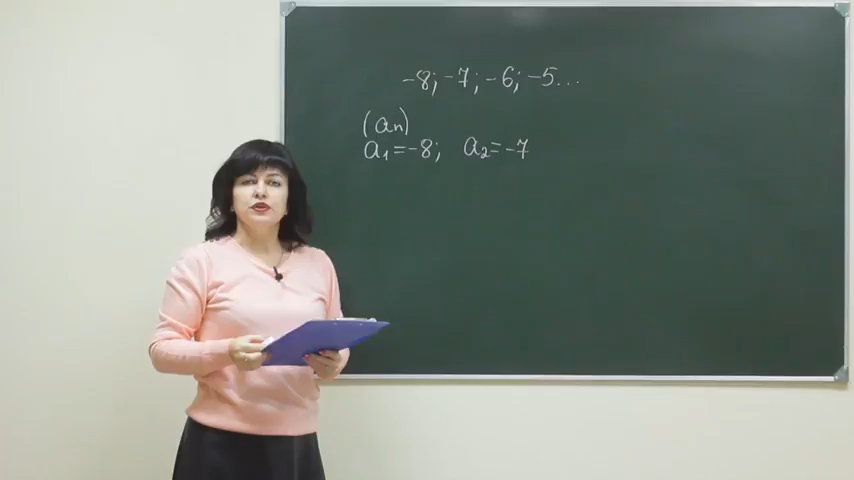 -8; -7; -6; -5...
(an)
a₁=-8; a₂=-7